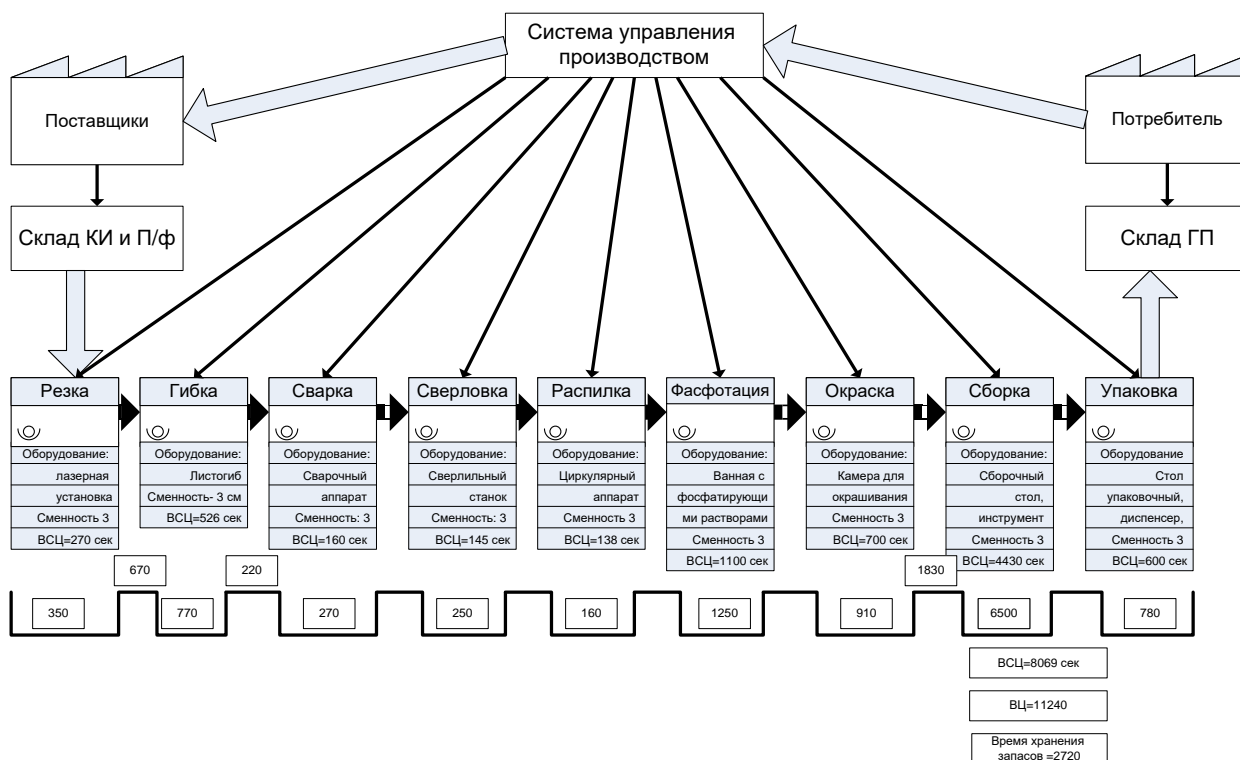 Система управления
производством
Поставщики
Потребитель
Склад КИ и П/ф
Склад ГП
Резка
Оборудование:
лазерная
установка
Сменность 3
ВСЦ=270 сек
Гибка
Оборудование:
Листогиб
Сменность- 3 см
ВСЦ=526 сек
Сварка
Оборудование:
Сварочный
аппарат
Сменность: 3
ВСЦ=160 сек
Сверловка
Оборудование:
Сверлильный
станок
Сменность: 3
ВСЦ=145 сек
Распилка
Оборудование:
Циркулярный
аппарат
Сменность 3
ВСЦ=138 сек
Фасфотация
Оборудование:
Ванная с
фосфатирующи
ми растворами
Сменность 3
ВСЦ=1100 сек
Окраска
Оборудование:
Камера для
окрашивания
Сменность 3
ВСЦ=700 сек
Сборка
Оборудование:
Сборочный
стол,
инструмент
Сменность 3
ВСЦ=4430 сек
Упаковка
Оборудование
Стол
упаковочный,
диспенсер,
Сменность 3
ВСЦ=600 сек
670
220
1830
350
770
270
250
160
1250
910
6500
780
ВСЦ=8069 сек
ВЦ=11240
Время хранения
запасов =2720